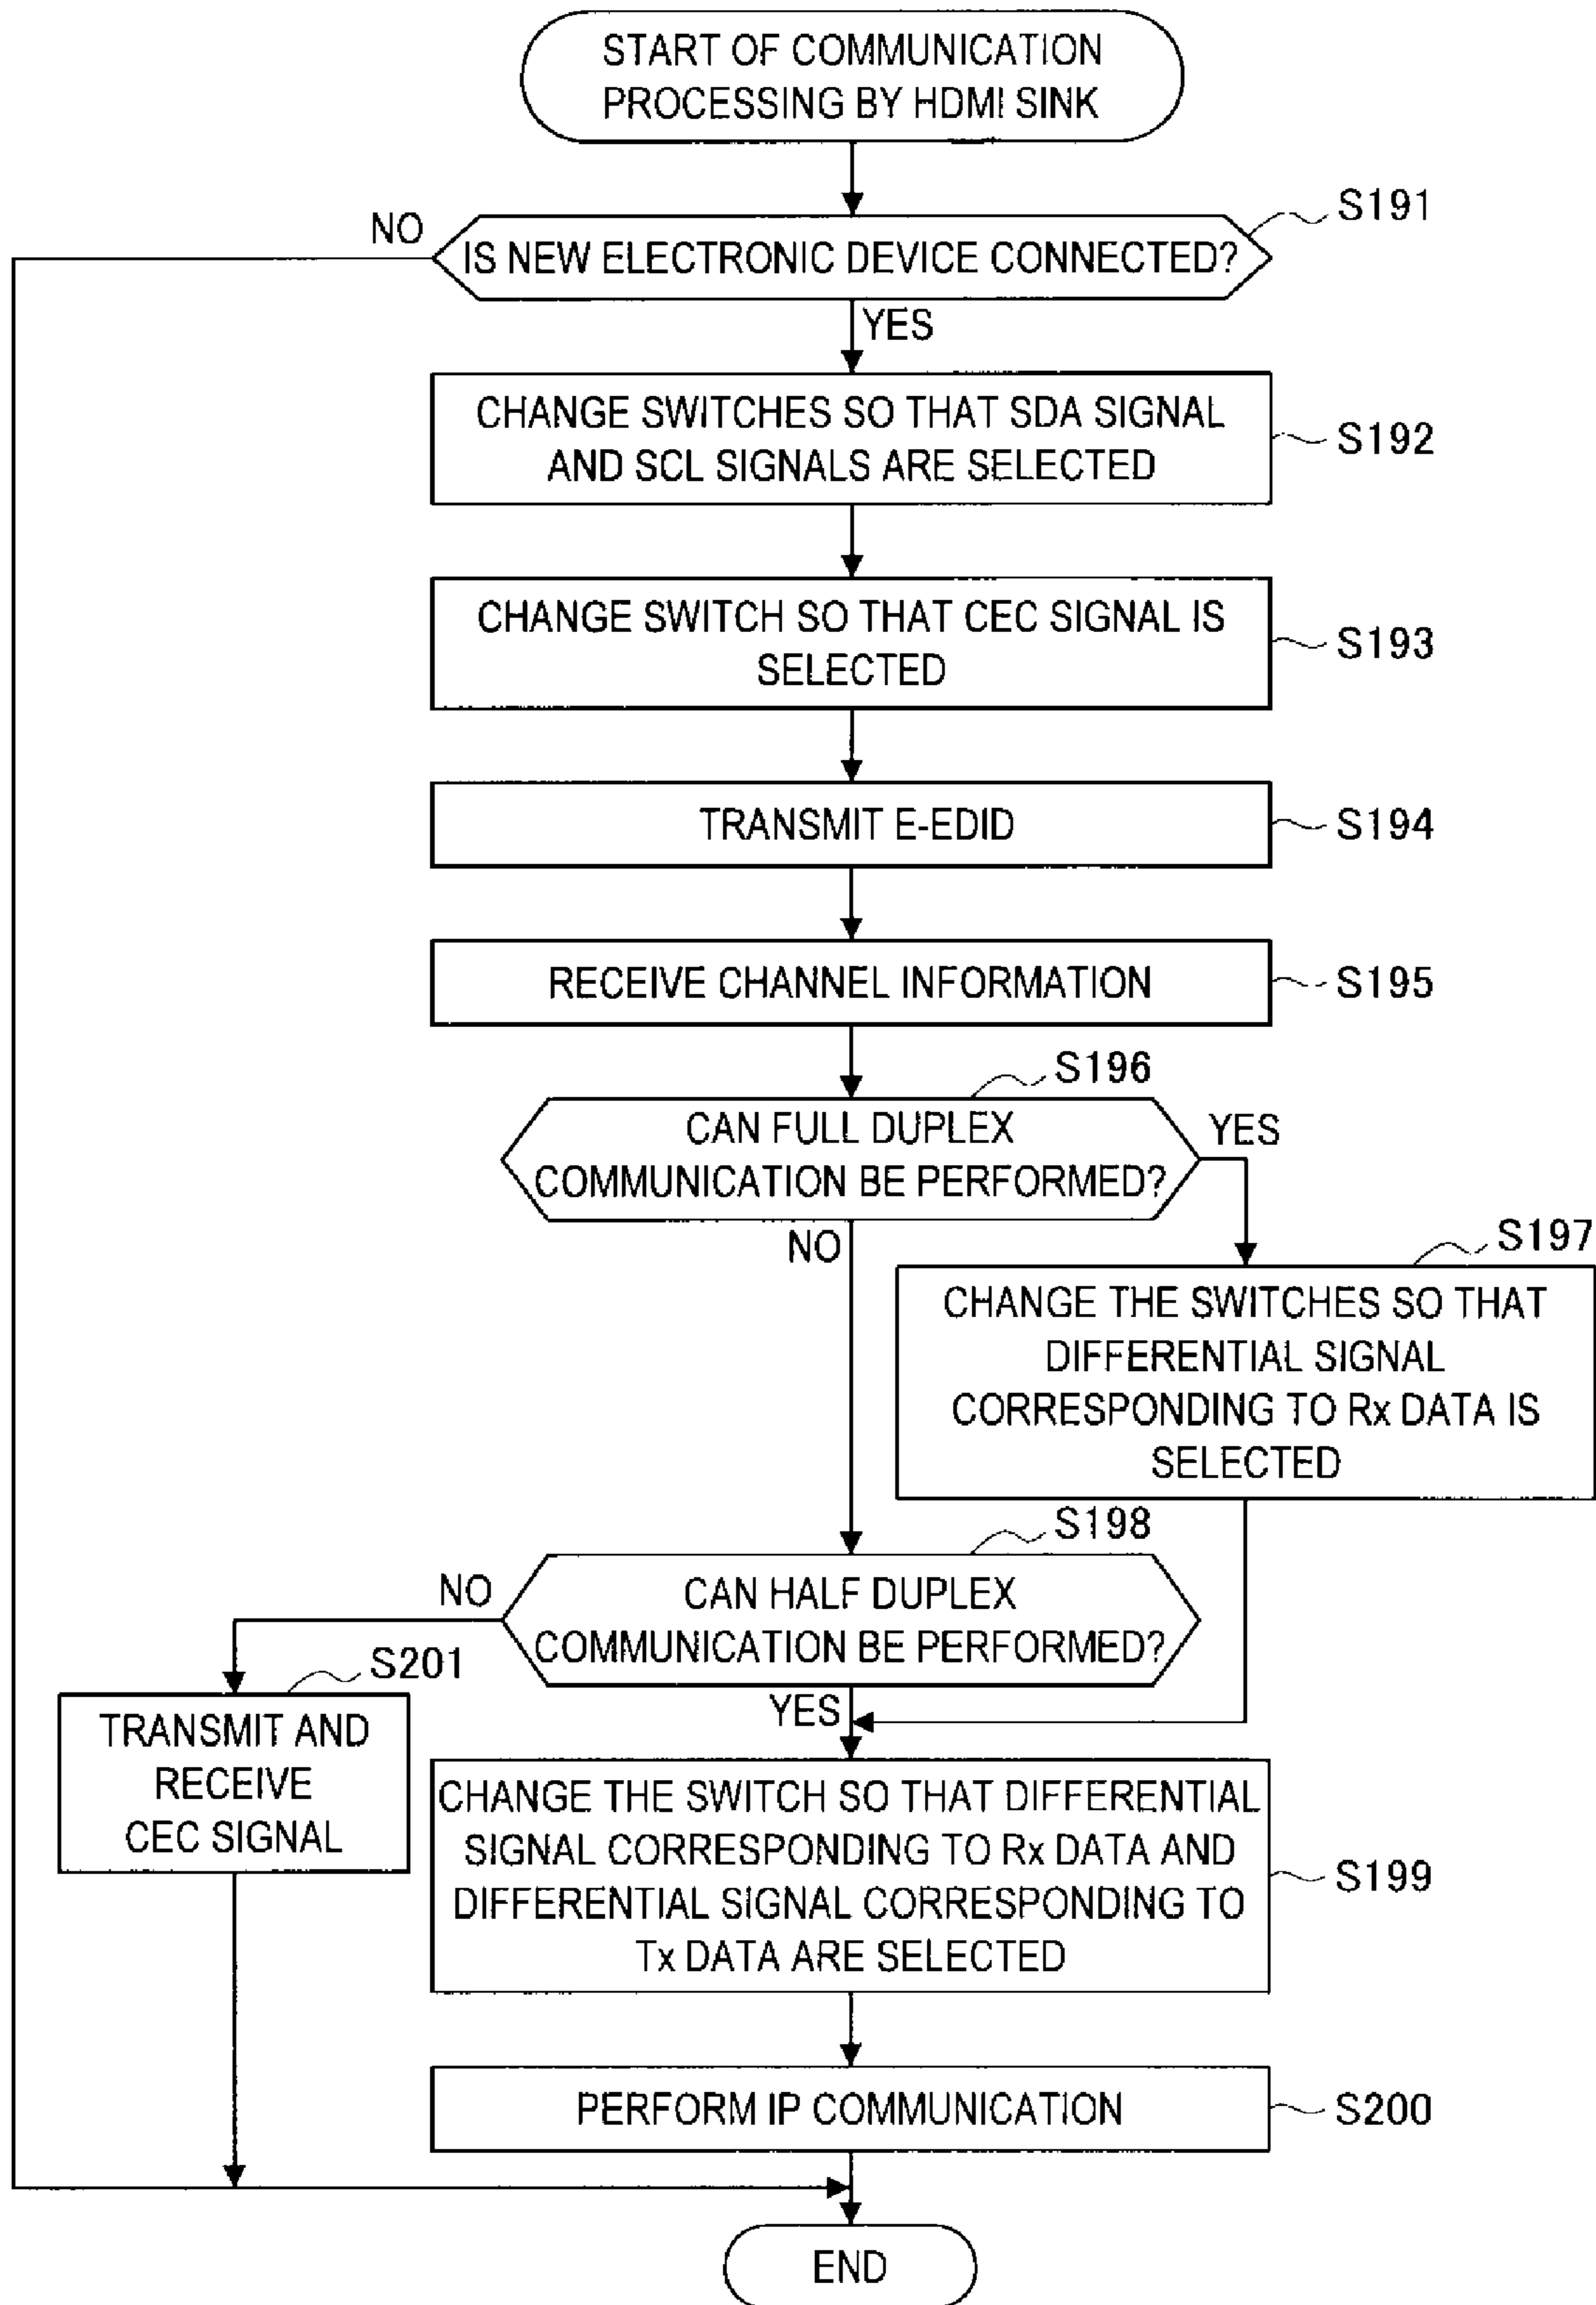 START OF COMMUNICATION
PROCESSING BY HDMI SINK
S191
NO
IS NEW ELECTRONIC DEVICE CONNECTED?
YES
CHANGE SWITCHES SO THAT SDA SIGNAL
AND SCL SIGNALS ARE SELECTED
S192
CHANGE SWITCH SO THAT CEC SIGNAL IS
SELECTED
S193
TRANSMIT E-EDID
S194
RECEIVE CHANNEL INFORMATION
S195
S196
CAN FULL DUPLEX
COMMUNICATION BE PERFORMED?
YES
NO
S197
CHANGE THE SWITCHES SO THAT
DIFFERENTIAL SIGNAL
CORRESPONDING TO Rx DATA IS
SELECTED
S198
NO
CAN HALF DUPLEX
COMMUNICATION BE PERFORMED?
S201
YES
TRANSMIT AND
RECEIVE
CEC SIGNAL
CHANGE THE SWITCH SO THAT DIFFERENTIAL
SIGNAL CORRESPONDING TO Rx DATA AND
DIFFERENTIAL SIGNAL CORRESPONDING TO
Tx DATA ARE SELECTED
S199
PERFORM IP COMMUNICATION
S200
END